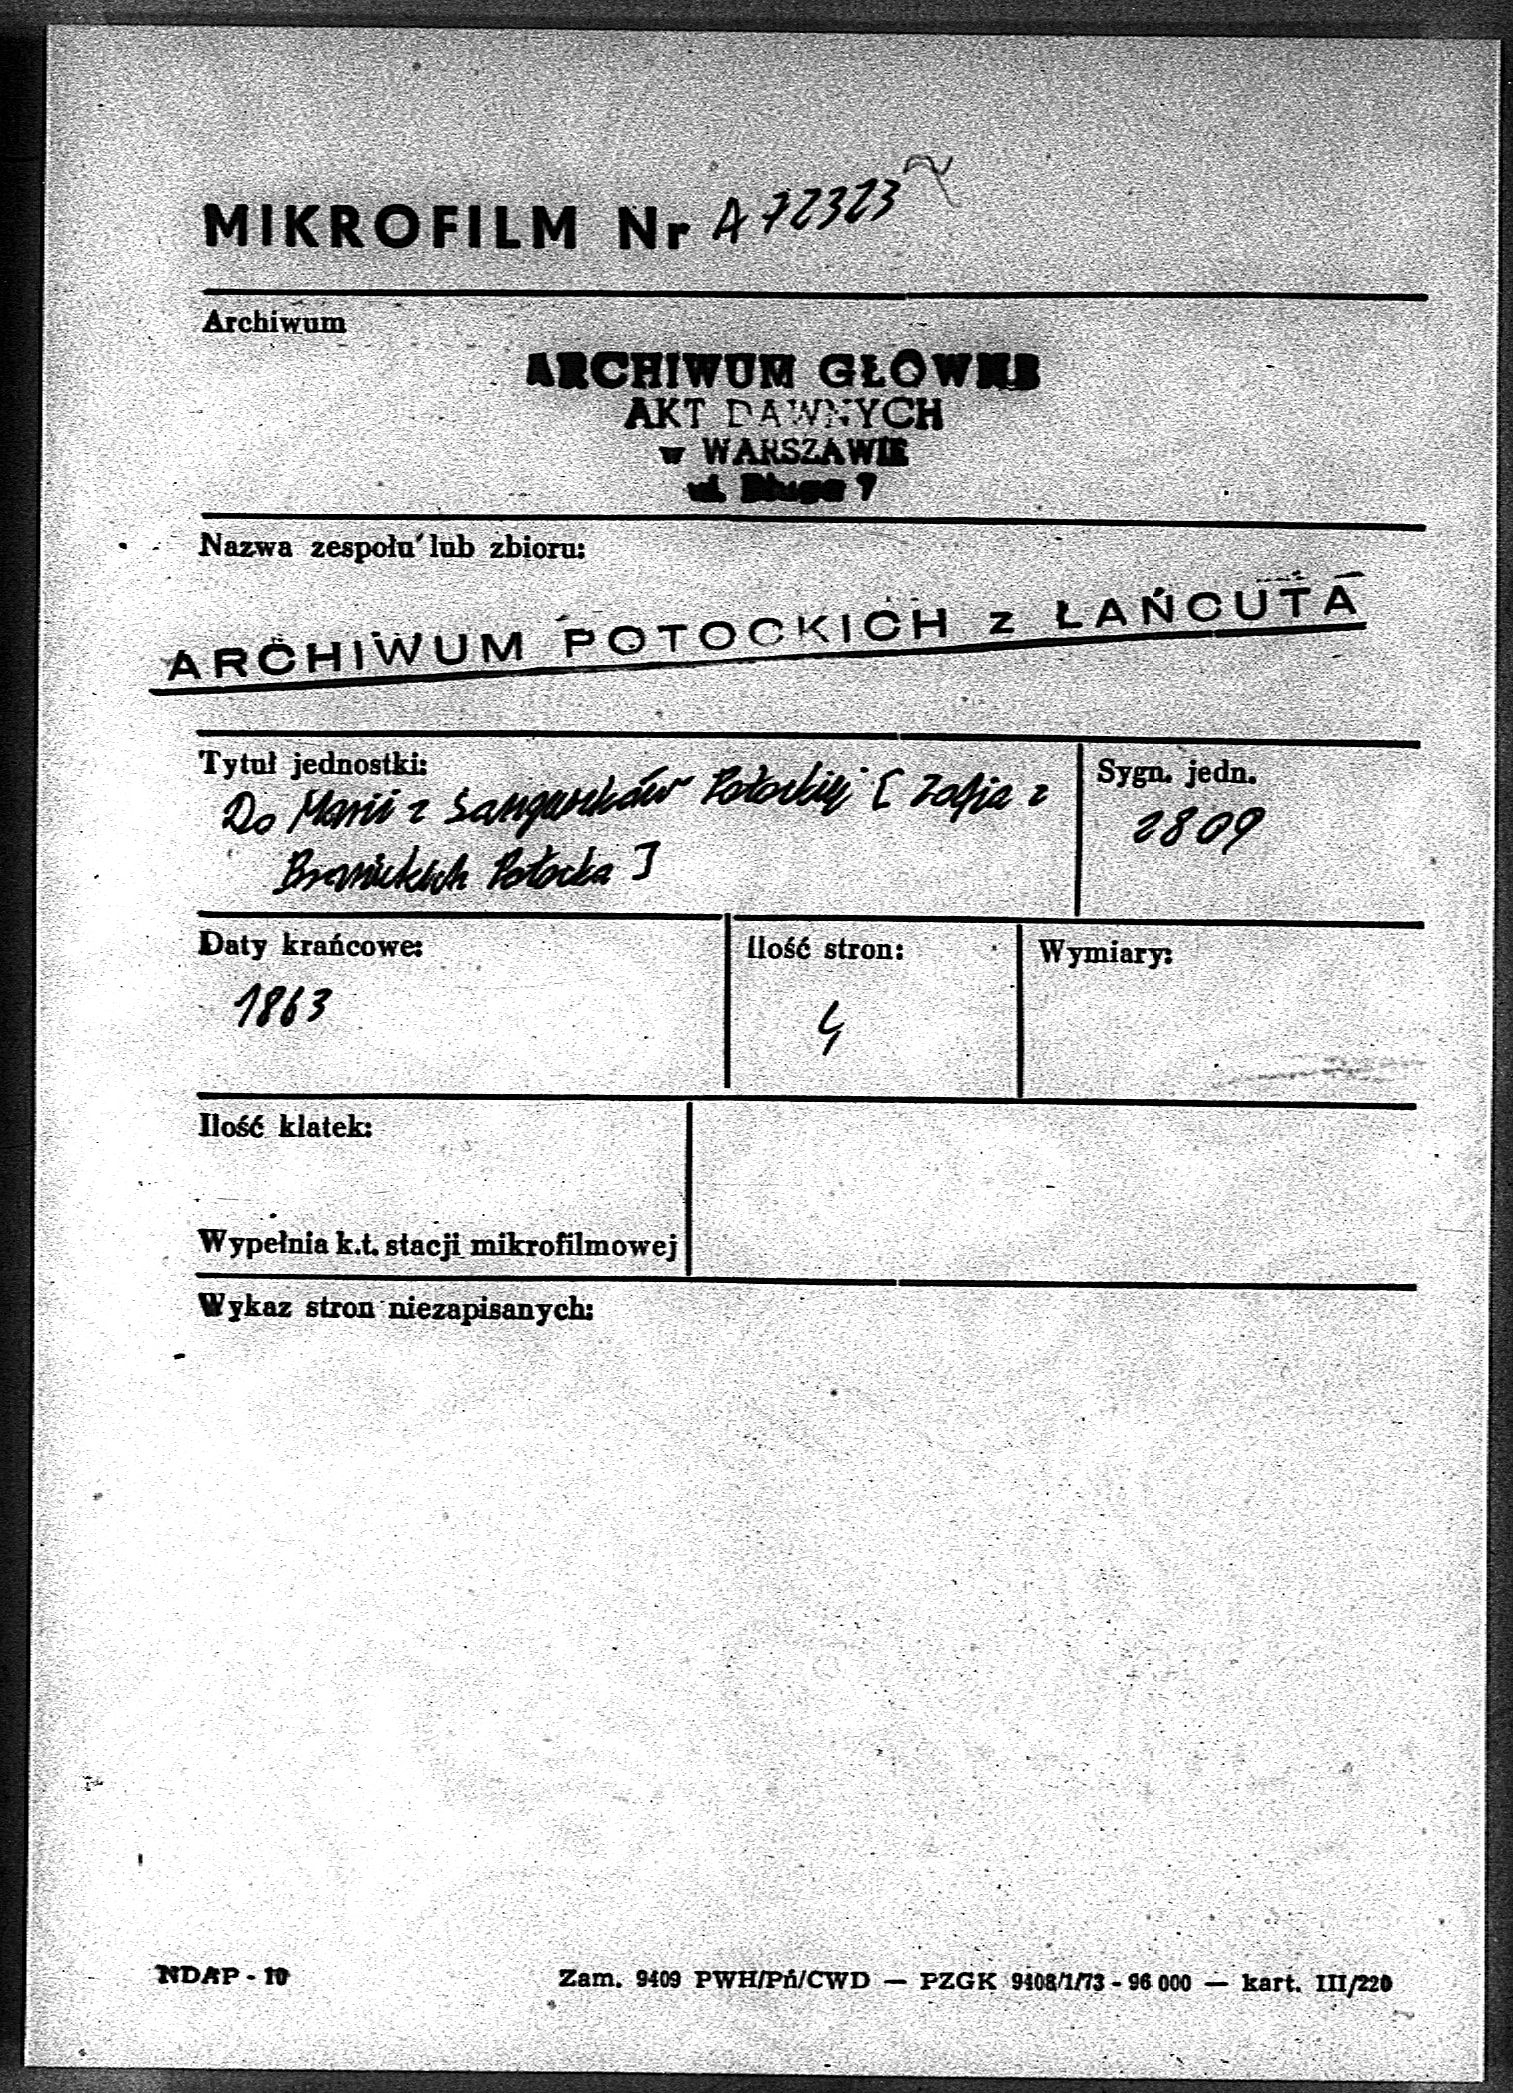 MIKROFILM Nr A 72323
Archiwum
ARCHIWUM GŁÓWNE
AKT DAWNYCH
w WARSZAWIE
ul. Długa 7
Nazwa zespołu lub zbioru:
ARCHIWUM POTOCKICH z ŁAŃCUTA
Tytuł jednostki:
Do Marii z Sanguszków Potockiej [Zofia z
Branickich Potocka]
Sygn. jedn.
2809
Daty krańcowe:
1863
Ilość stron:
4
Wymiary:
Ilość klatek:
Wypełnia k.t. stacji mikrofilmowej
Wykaz stron niezapisanych:
NDAP - 10
Zam. 9409 PWH/Pń/CWD — PZGK 9408/1/73 - 96 000 — kart. III/220